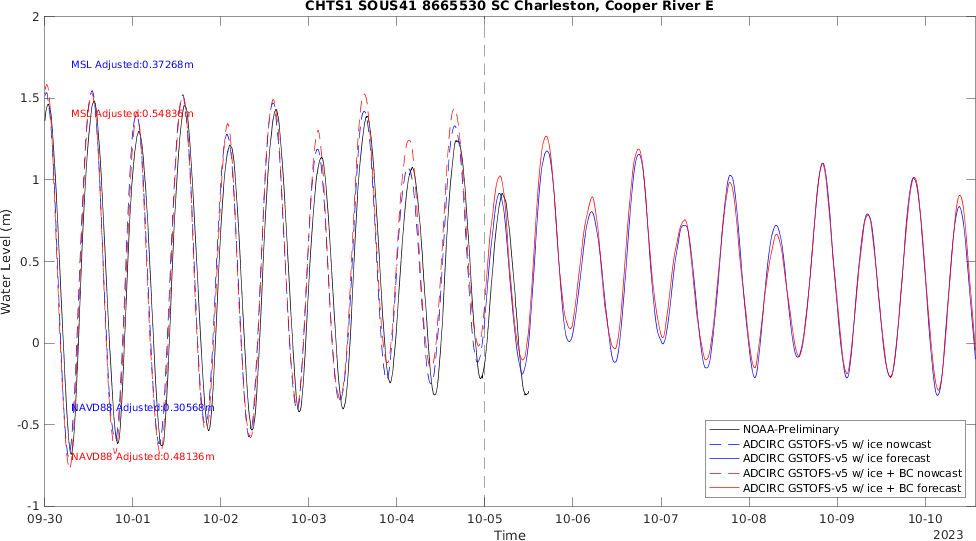 CHTS1 SOUS41 8665530 SC Charleston, Cooper River E
2
MSL Adjusted:0.37268m
1.5
MSL Adjusted:0.54836m
1
0.5
0
NAVD88 Adjusted:0.30568m
-0.5
NAVD88 Adjusted:0.48136m
-1
Water Level (m)
NOAA-Preliminary
ADCIRC GSTOFS-v5 w/ ice nowcast
ADCIRC GSTOFS-v5 w/ ice forecast
ADCIRC GSTOFS-v5 w/ ice + BC nowcast
ADCIRC GSTOFS-v5 w/ ice + BC forecast
09-30 10-01 10-02 10-03 10-04 10-05 10-06 10-07 10-08 10-09 10-10
Time
2023